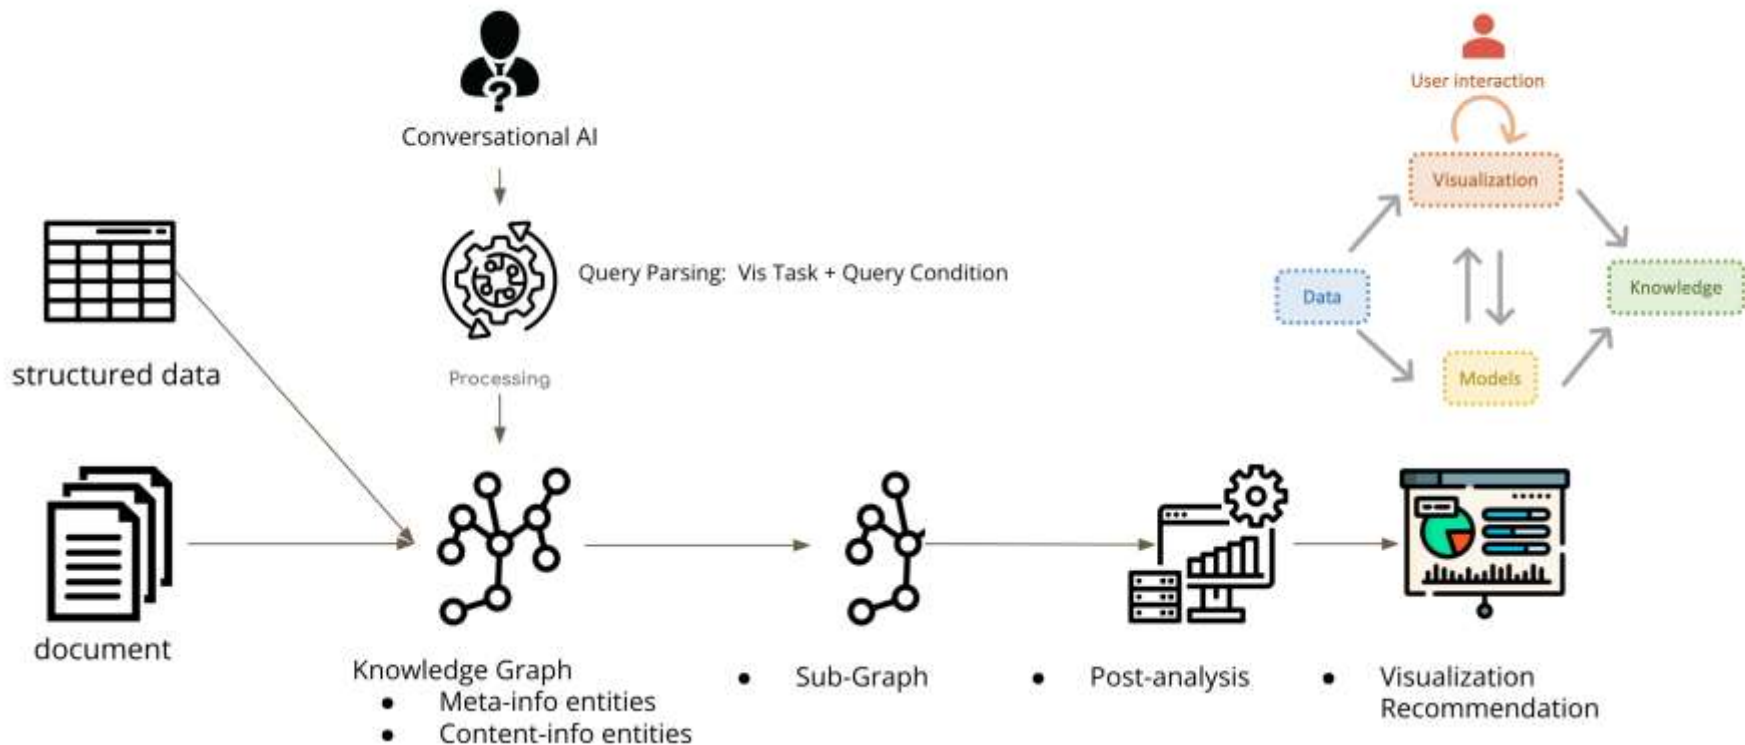 Conversational AI
User interaction
Visualization
Query Parsing:  Vis Task + Query Condition
Data
Knowledge
structured data
Processing
Models
document
Knowledge Graph
● Meta-info entities
● Content-info entities
● Sub-Graph
● Post-analysis
● Visualization
Recommendation